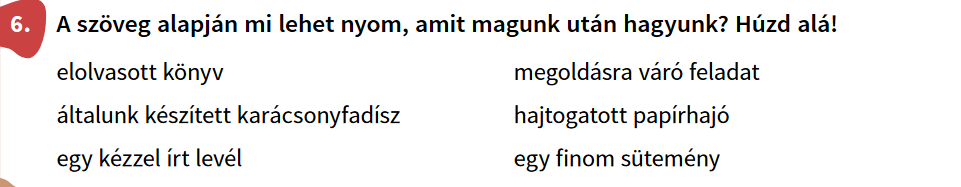 6. A szöveg alapján mi lehet nyom, amit magunk után hagyunk? Húzd alá!
elolvasott könyv megoldásra váró feladat
általunk készített karácsonyfadísz hajtogatott papírhajó
egy kézzel írt levél egy finom sütemény